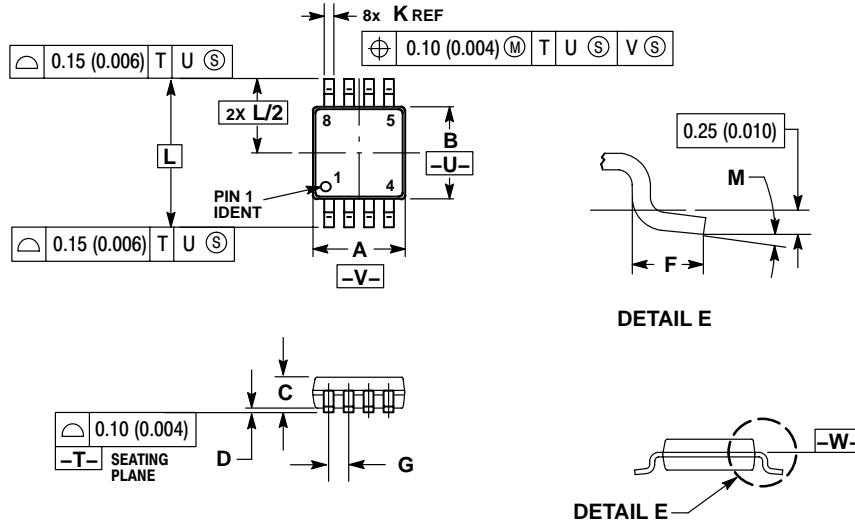 8x K REF
⌓ 0.15 (0.006) T U Ⓢ
⌖ 0.10 (0.004) Ⓜ T U Ⓢ V Ⓢ
2X L/2
8 5
B
–U–
L
0.25 (0.010)
M
PIN 1
IDENT
1 4
⌓ 0.15 (0.006) T U Ⓢ
A
–V–
F
DETAIL E
C
⌓ 0.10 (0.004)
–T– SEATING
PLANE
D
G
–W–
DETAIL E